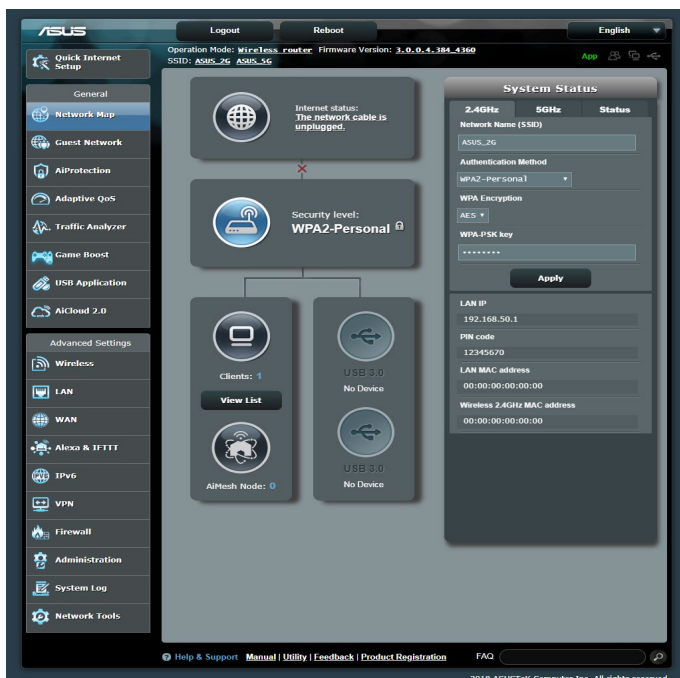 ASUS
Logout
Reboot
English
Quick Internet
Setup
Operation Mode: Wireless router Firmware Version: 3.0.0.4.384_4360
SSID: ASUS_2G ASUS_5G
App
General
Network Map
Guest Network
AiProtection
Adaptive QoS
Traffic Analyzer
Game Boost
USB Application
AiCloud 2.0
Advanced Settings
Wireless
LAN
WAN
Alexa & IFTTT
IPv6
VPN
Firewall
Administration
System Log
Network Tools
Internet status:
The network cable is
unplugged.
Security level:
WPA2-Personal
Clients: 1
View List
AiMesh Node: 0
USB 3.0
No Device
USB 3.0
No Device
System Status
2.4GHz 5GHz Status
Network Name (SSID)
ASUS_2G
Authentication Method
WPA2-Personal
WPA Encryption
AES
WPA-PSK key
········
Apply
LAN IP
192.168.50.1
PIN code
12345670
LAN MAC address
00:00:00:00:00:00
Wireless 2.4GHz MAC address
00:00:00:00:00:00
Help & Support Manual | Utility | Feedback | Product Registration FAQ